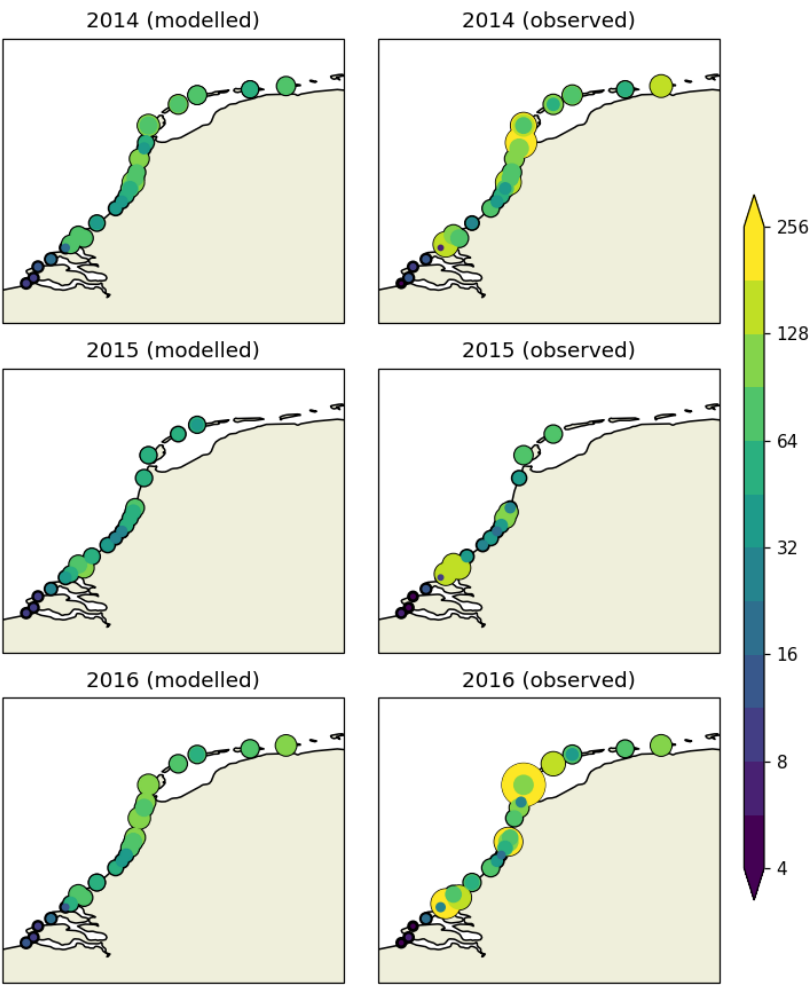 2014 (modelled)
2014 (observed)
2015 (modelled)
2015 (observed)
2016 (modelled)
2016 (observed)
256
128
64
32
16
8
4